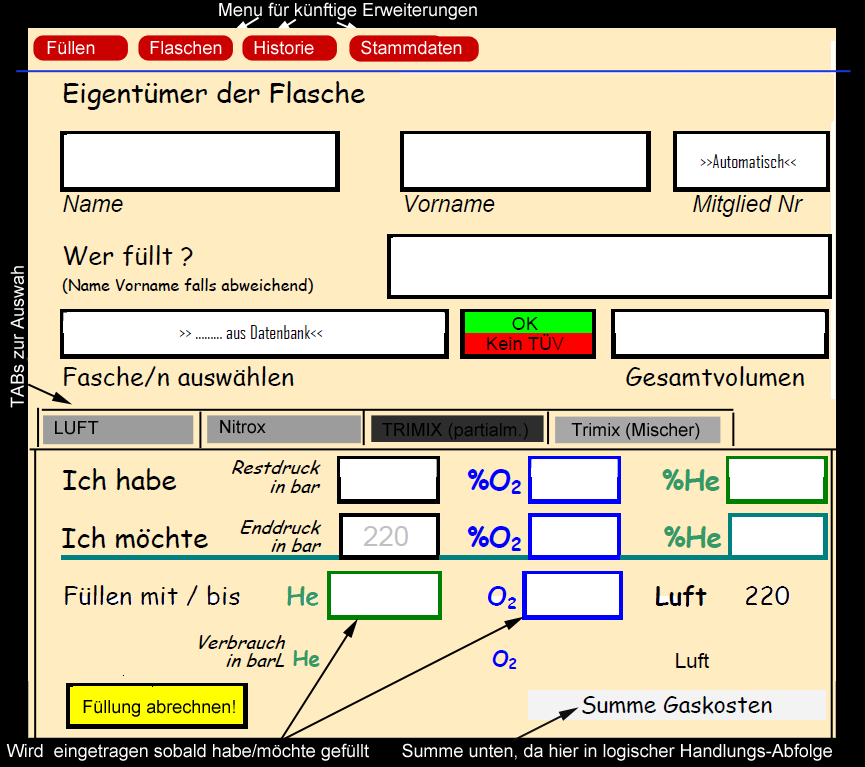 Menu für künftige Erweiterungen
Füllen Flaschen Historie Stammdaten
Eigentümer der Flasche
>>Automatisch<<
Name Vorname Mitglied Nr
Wer füllt ?
(Name Vorname falls abweichend)
>> ......... aus Datenbank<< OK
Kein TÜV
Fasche/n auswählen Gesamtvolumen
TABs zur Auswah
LUFT Nitrox TRIMIX (partialm.) Trimix (Mischer)
Ich habe Restdruck in bar %O2 %He
Ich möchte Enddruck in bar 220 %O2 %He
Füllen mit / bis He O2 Luft 220
Verbrauch in barL He O2 Luft
Füllung abrechnen! Summe Gaskosten
Wird eingetragen sobald habe/möchte gefüllt Summe unten, da hier in logischer Handlungs-Abfolge